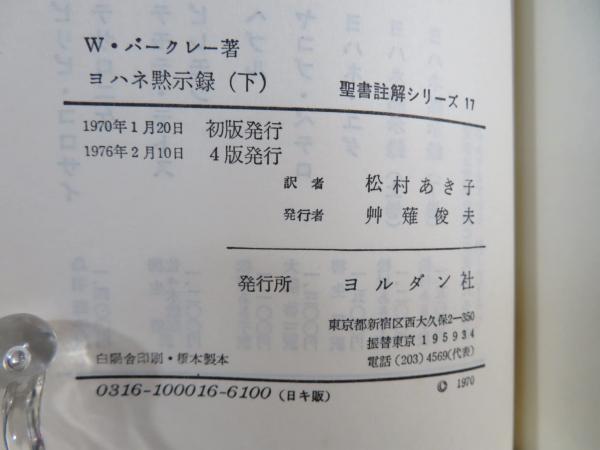 W・バークレー著
ヨハネ黙示録(下)
聖書註解シリーズ 17
1970年1月20日 初版発行
1976年2月10日 4版発行
訳者 松村あき子
発行者 艸薙俊夫
発行所 ヨルダン社
東京都新宿区西大久保2―350
振替東京 195934
電話(203)4569(代表)
白陽舎印刷・橋本製本
0316-100016-6100(日キ販)
© 1970